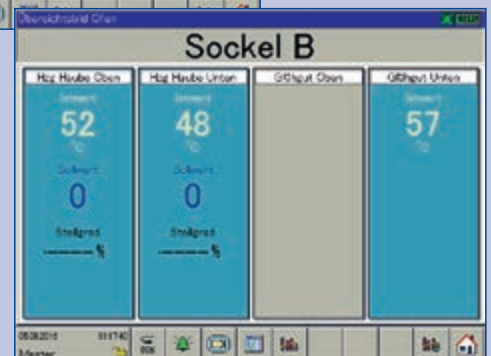 Übersichtsbild Ofen
Sockel B
Hzg Haube Oben
Hzg Haube Unten
Glühgut Oben
Glühgut Unten
Istwert
52
°C
Sollwert
0
Stellgrad
----- %
Istwert
48
°C
Sollwert
0
Stellgrad
----- %
Istwert
57
°C
Master